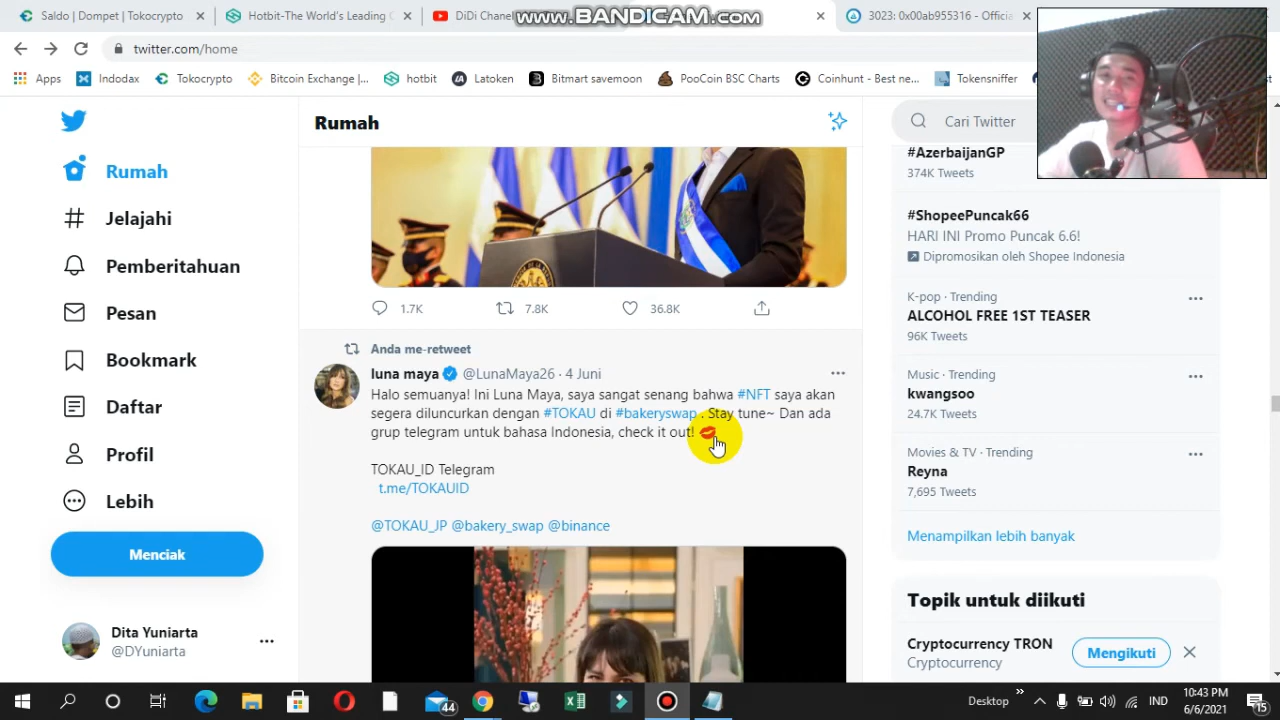 Saldo | Dompet | Tokocrypto
Hotbit-The World's Leading
DiDi Channel
www.BANDICAM.com
3023: 0x00ab955316 - Officia
twitter.com/home
Apps
Indodax
Tokocrypto
Bitcoin Exchange |...
hotbit
Latoken
Bitmart savemoon
PooCoin BSC Charts
Coinhunt - Best ne...
Tokensniffer
Rumah
Jelajahi
Pemberitahuan
Pesan
Bookmark
Daftar
Profil
Lebih
Menciak
Dita Yuniarta
@DYuniarta
Rumah
1.7K
7.8K
36.8K
Anda me-retweet
luna maya @LunaMaya26 · 4 Juni
Halo semuanya! Ini Luna Maya, saya sangat senang bahwa #NFT saya akan
segera diluncurkan dengan #TOKAU di #bakeryswap . Stay tune~ Dan ada
grup telegram untuk bahasa Indonesia, check it out! 💋
TOKAU_ID Telegram
t.me/TOKAUID
@TOKAU_JP @bakery_swap @binance
Cari Twitter
#AzerbaijanGP
374K Tweets
#ShopeePuncak66
HARI INI Promo Puncak 6.6!
Dipromosikan oleh Shopee Indonesia
K-pop · Trending
ALCOHOL FREE 1ST TEASER
96K Tweets
Music · Trending
kwangsoo
24.7K Tweets
Movies & TV · Trending
Reyna
7,695 Tweets
Menampilkan lebih banyak
Topik untuk diikuti
Cryptocurrency TRON
Cryptocurrency
Mengikuti
44
Desktop
IND
10:43 PM
6/6/2021
15